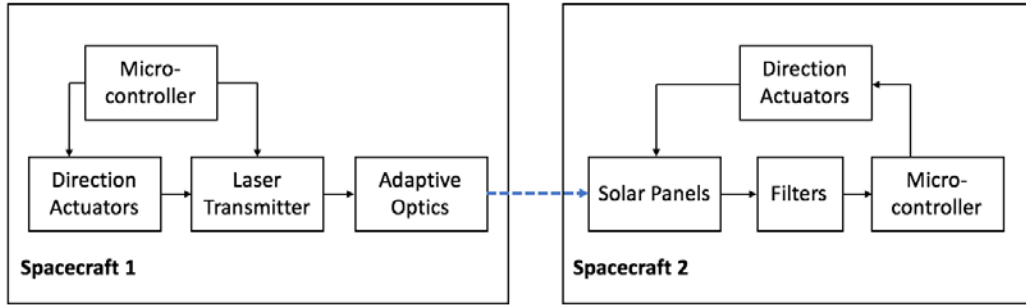 Micro-
controller
Direction
Actuators
Laser
Transmitter
Adaptive
Optics
Spacecraft 1
Direction
Actuators
Solar Panels
Filters
Micro-
controller
Spacecraft 2